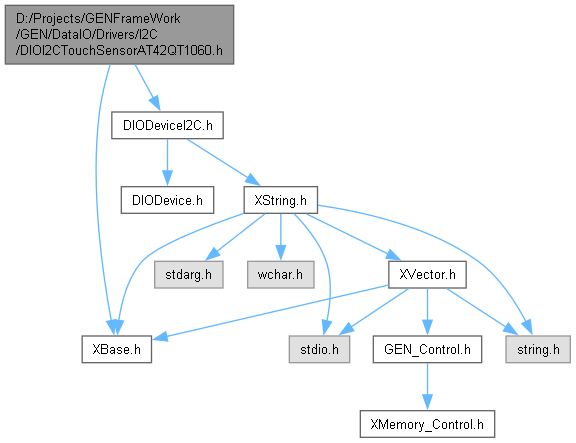 D:/Projects/GENFrameWork
/GEN/DataIO/Drivers/I2C
/DIOI2CTouchSensorAT42QT1060.h
DIODeviceI2C.h
DIODevice.h
XString.h
stdarg.h
wchar.h
XVector.h
XBase.h
stdio.h
GEN_Control.h
string.h
XMemory_Control.h